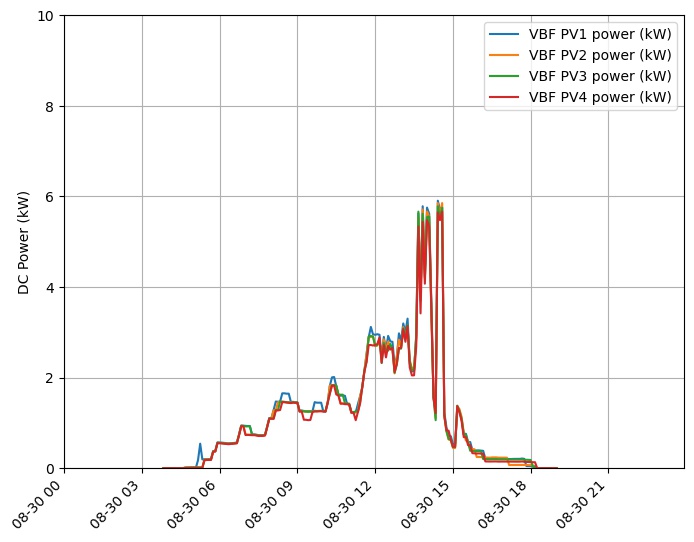 10
8
6
4
2
0
DC Power (kW)
VBF PV1 power (kW)
VBF PV2 power (kW)
VBF PV3 power (kW)
VBF PV4 power (kW)
08-30 00
08-30 03
08-30 06
08-30 09
08-30 12
08-30 15
08-30 18
08-30 21